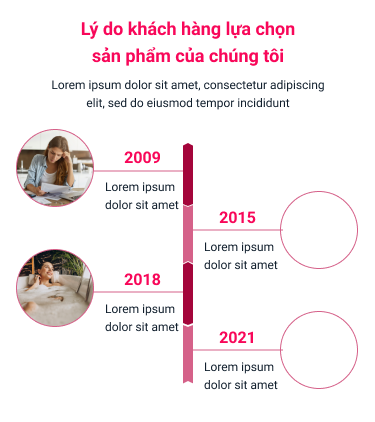 Lý do khách hàng lựa chọn
sản phẩm của chúng tôi
Lorem ipsum dolor sit amet, consectetur adipiscing
elit, sed do eiusmod tempor incididunt
2009
Lorem ipsum
dolor sit amet
2015
Lorem ipsum
dolor sit amet
2018
Lorem ipsum
dolor sit amet
2021
Lorem ipsum
dolor sit amet